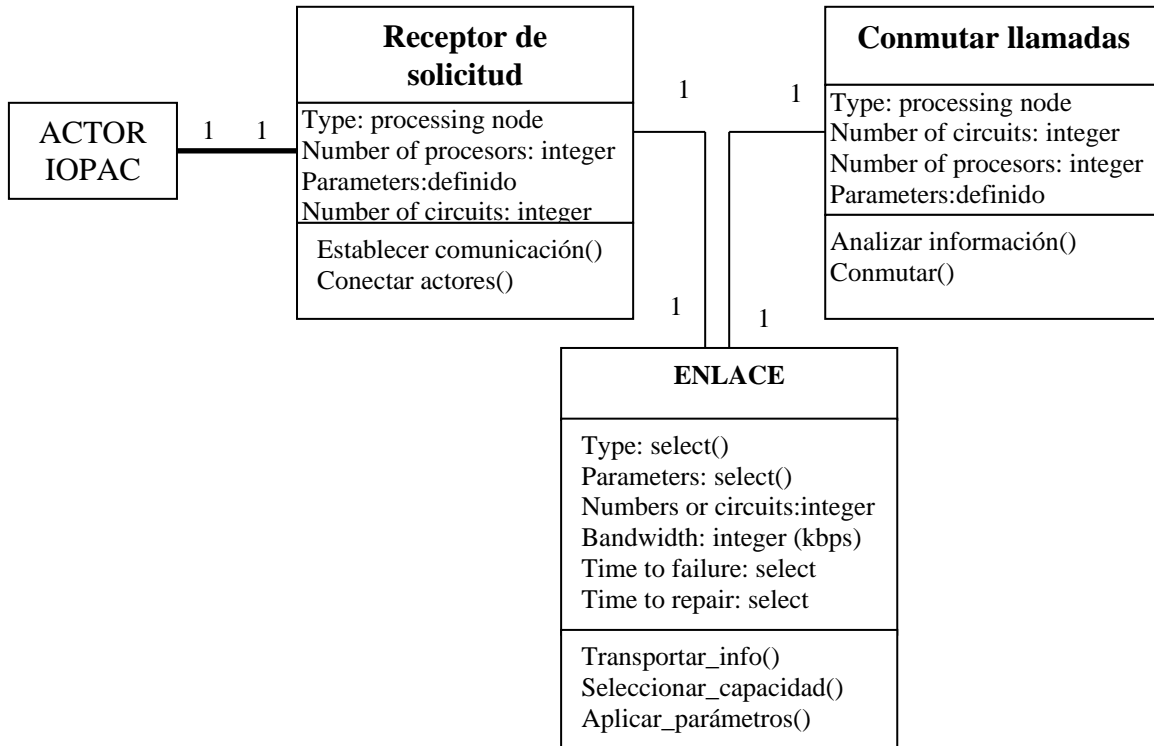 ACTOR
IOPAC
1
1
Receptor de
solicitud
Type: processing node
Number of procesors: integer
Parameters:definido
Number of circuits: integer
Establecer comunicación()
Conectar actores()
1
1
Conmutar llamadas
Type: processing node
Number of circuits: integer
Number of procesors: integer
Parameters:definido
Analizar información()
Conmutar()
1
1
ENLACE
Type: select()
Parameters: select()
Numbers or circuits:integer
Bandwidth: integer (kbps)
Time to failure: select
Time to repair: select
Transportar_info()
Seleccionar_capacidad()
Aplicar_parámetros()